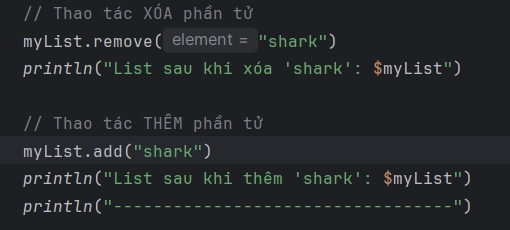 // Thao tác XÓA phần tử
myList.remove( element = "shark")
println("List sau khi xóa 'shark': $myList")
// Thao tác THÊM phần tử
myList.add("shark")
println("List sau khi thêm 'shark': $myList")
println("----------------------------------")